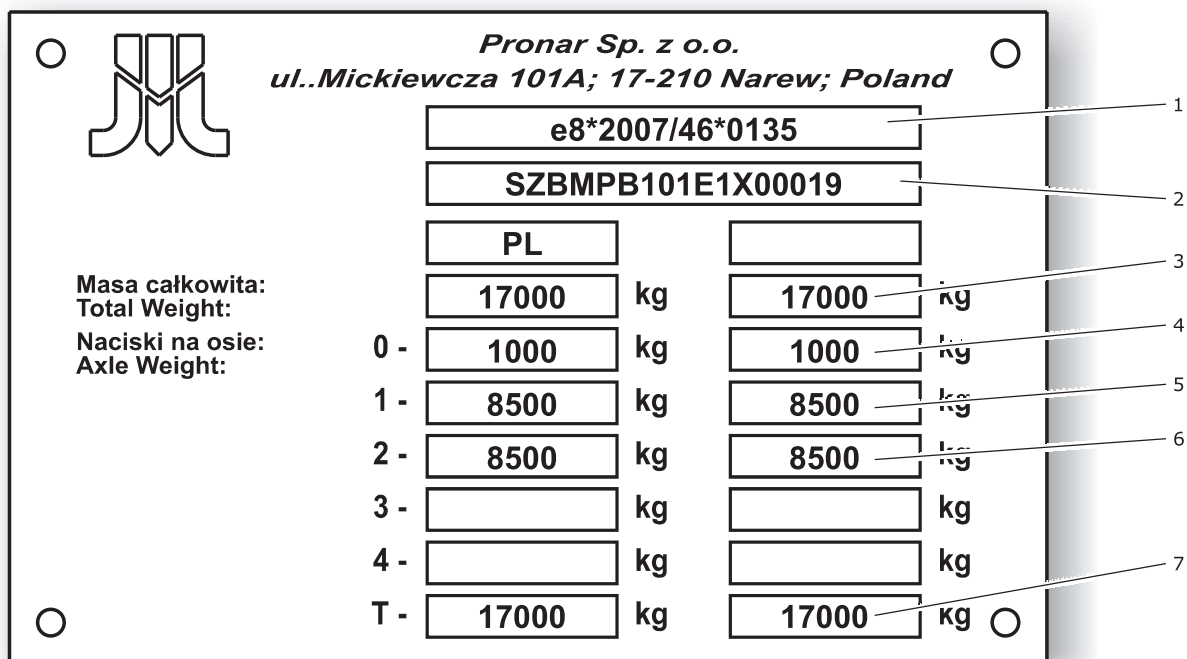 Pronar Sp. z o.o.
ul..Mickiewcza 101A; 17-210 Narew; Poland
e8*2007/46*0135 1
SZBMPB101E1X00019 2
PL
Masa całkowita:
Total Weight:
17000 kg 17000 kg 3
Naciski na osie:
Axle Weight:
0 - 1000 kg 1000 kg 4
1 - 8500 kg 8500 kg 5
2 - 8500 kg 8500 kg 6
3 - kg kg
4 - kg kg
T - 17000 kg 17000 kg 7